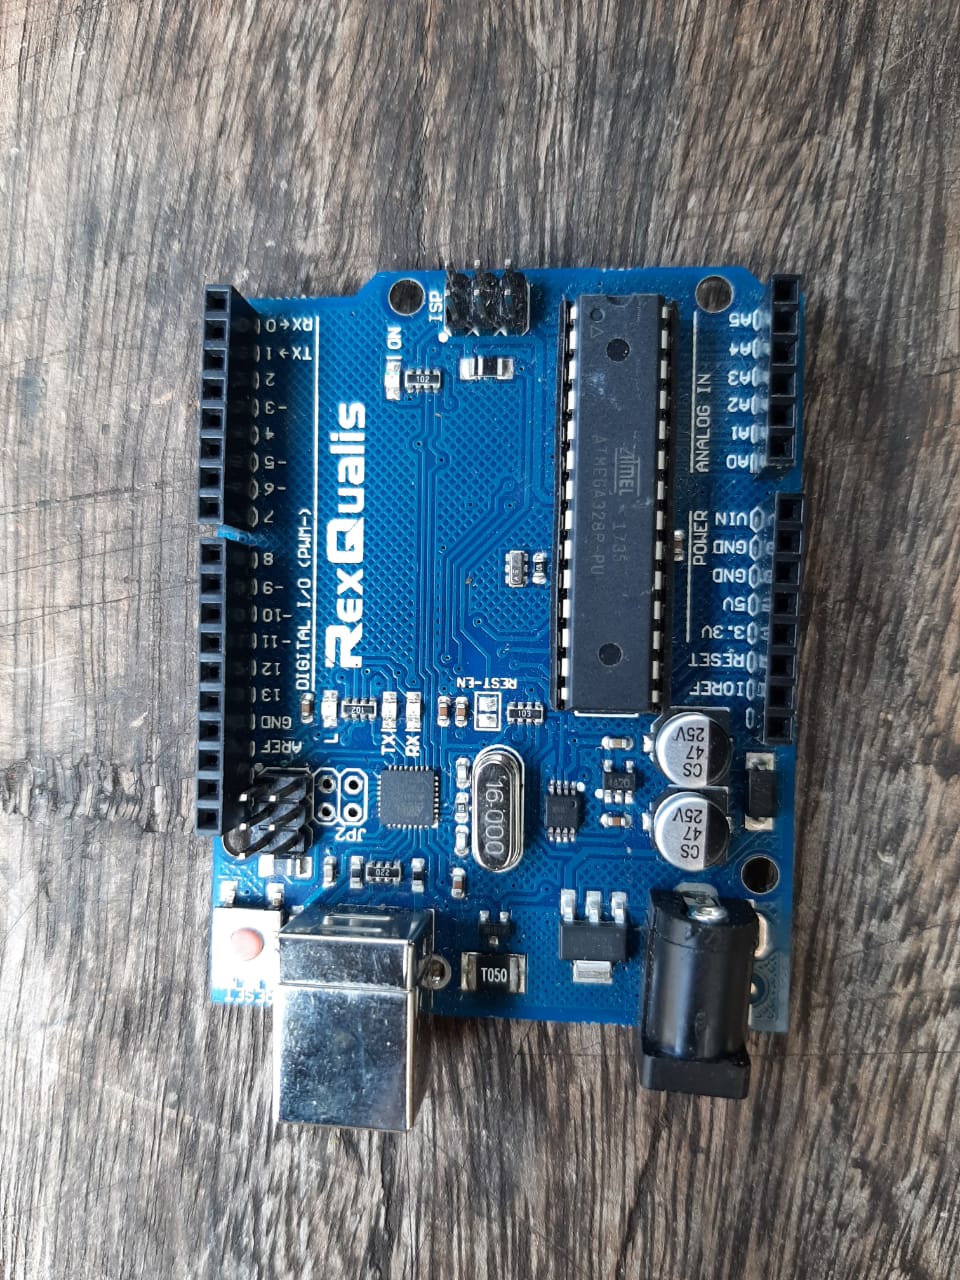 RexQualis
DIGITAL I/O (PWM~)
RX←0
TX→1
2
~3
4
~5
~6
7
8
~9
~10
~11
12
13
GND
AREF
ISP
ON
102
ATMEL
1735
ATMEGA328P-PU
ANALOG IN
A5
A4
A3
A2
A1
A0
POWER
VIN
GND
GND
5V
3.3V
RESET
IOREF
L
102
TX
RX
REST-EN
103
JP2
16.000
220
T050
RESET
CS
47
25V
CS
47
25V